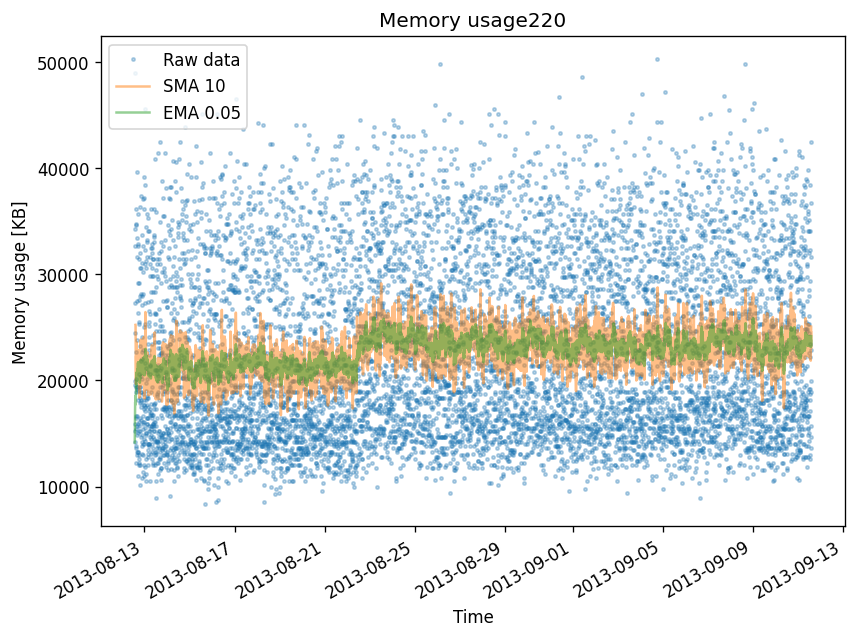 Memory usage220
Raw data
SMA 10
EMA 0.05
Memory usage [KB]
50000
40000
30000
20000
10000
2013-08-13
2013-08-17
2013-08-21
2013-08-25
2013-08-29
2013-09-01
2013-09-05
2013-09-09
2013-09-13
Time